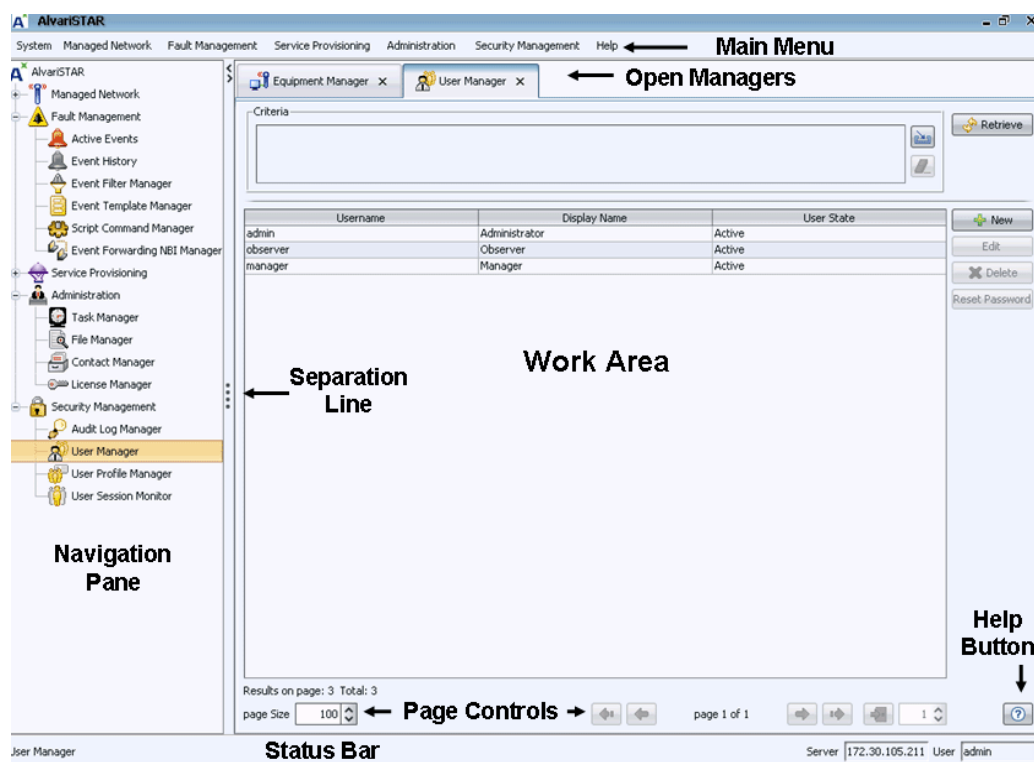 AlvariSTAR
System Managed Network Fault Management Service Provisioning Administration Security Management Help
Main Menu
AlvariSTAR
Managed Network
Fault Management
Active Events
Event History
Event Filter Manager
Event Template Manager
Script Command Manager
Event Forwarding NBI Manager
Service Provisioning
Administration
Task Manager
File Manager
Contact Manager
License Manager
Security Management
Audit Log Manager
User Manager
User Profile Manager
User Session Monitor
Navigation
Pane
Equipment Manager
User Manager
Open Managers
Criteria
Retrieve
Username Display Name User State
admin Administrator Active
observer Observer Active
manager Manager Active
New
Edit
Delete
Reset Password
Work Area
Separation
Line
Help
Button
Results on page: 3 Total: 3
page Size 100
Page Controls
page 1 of 1
1
?
User Manager
Status Bar
Server 172.30.105.211 User admin